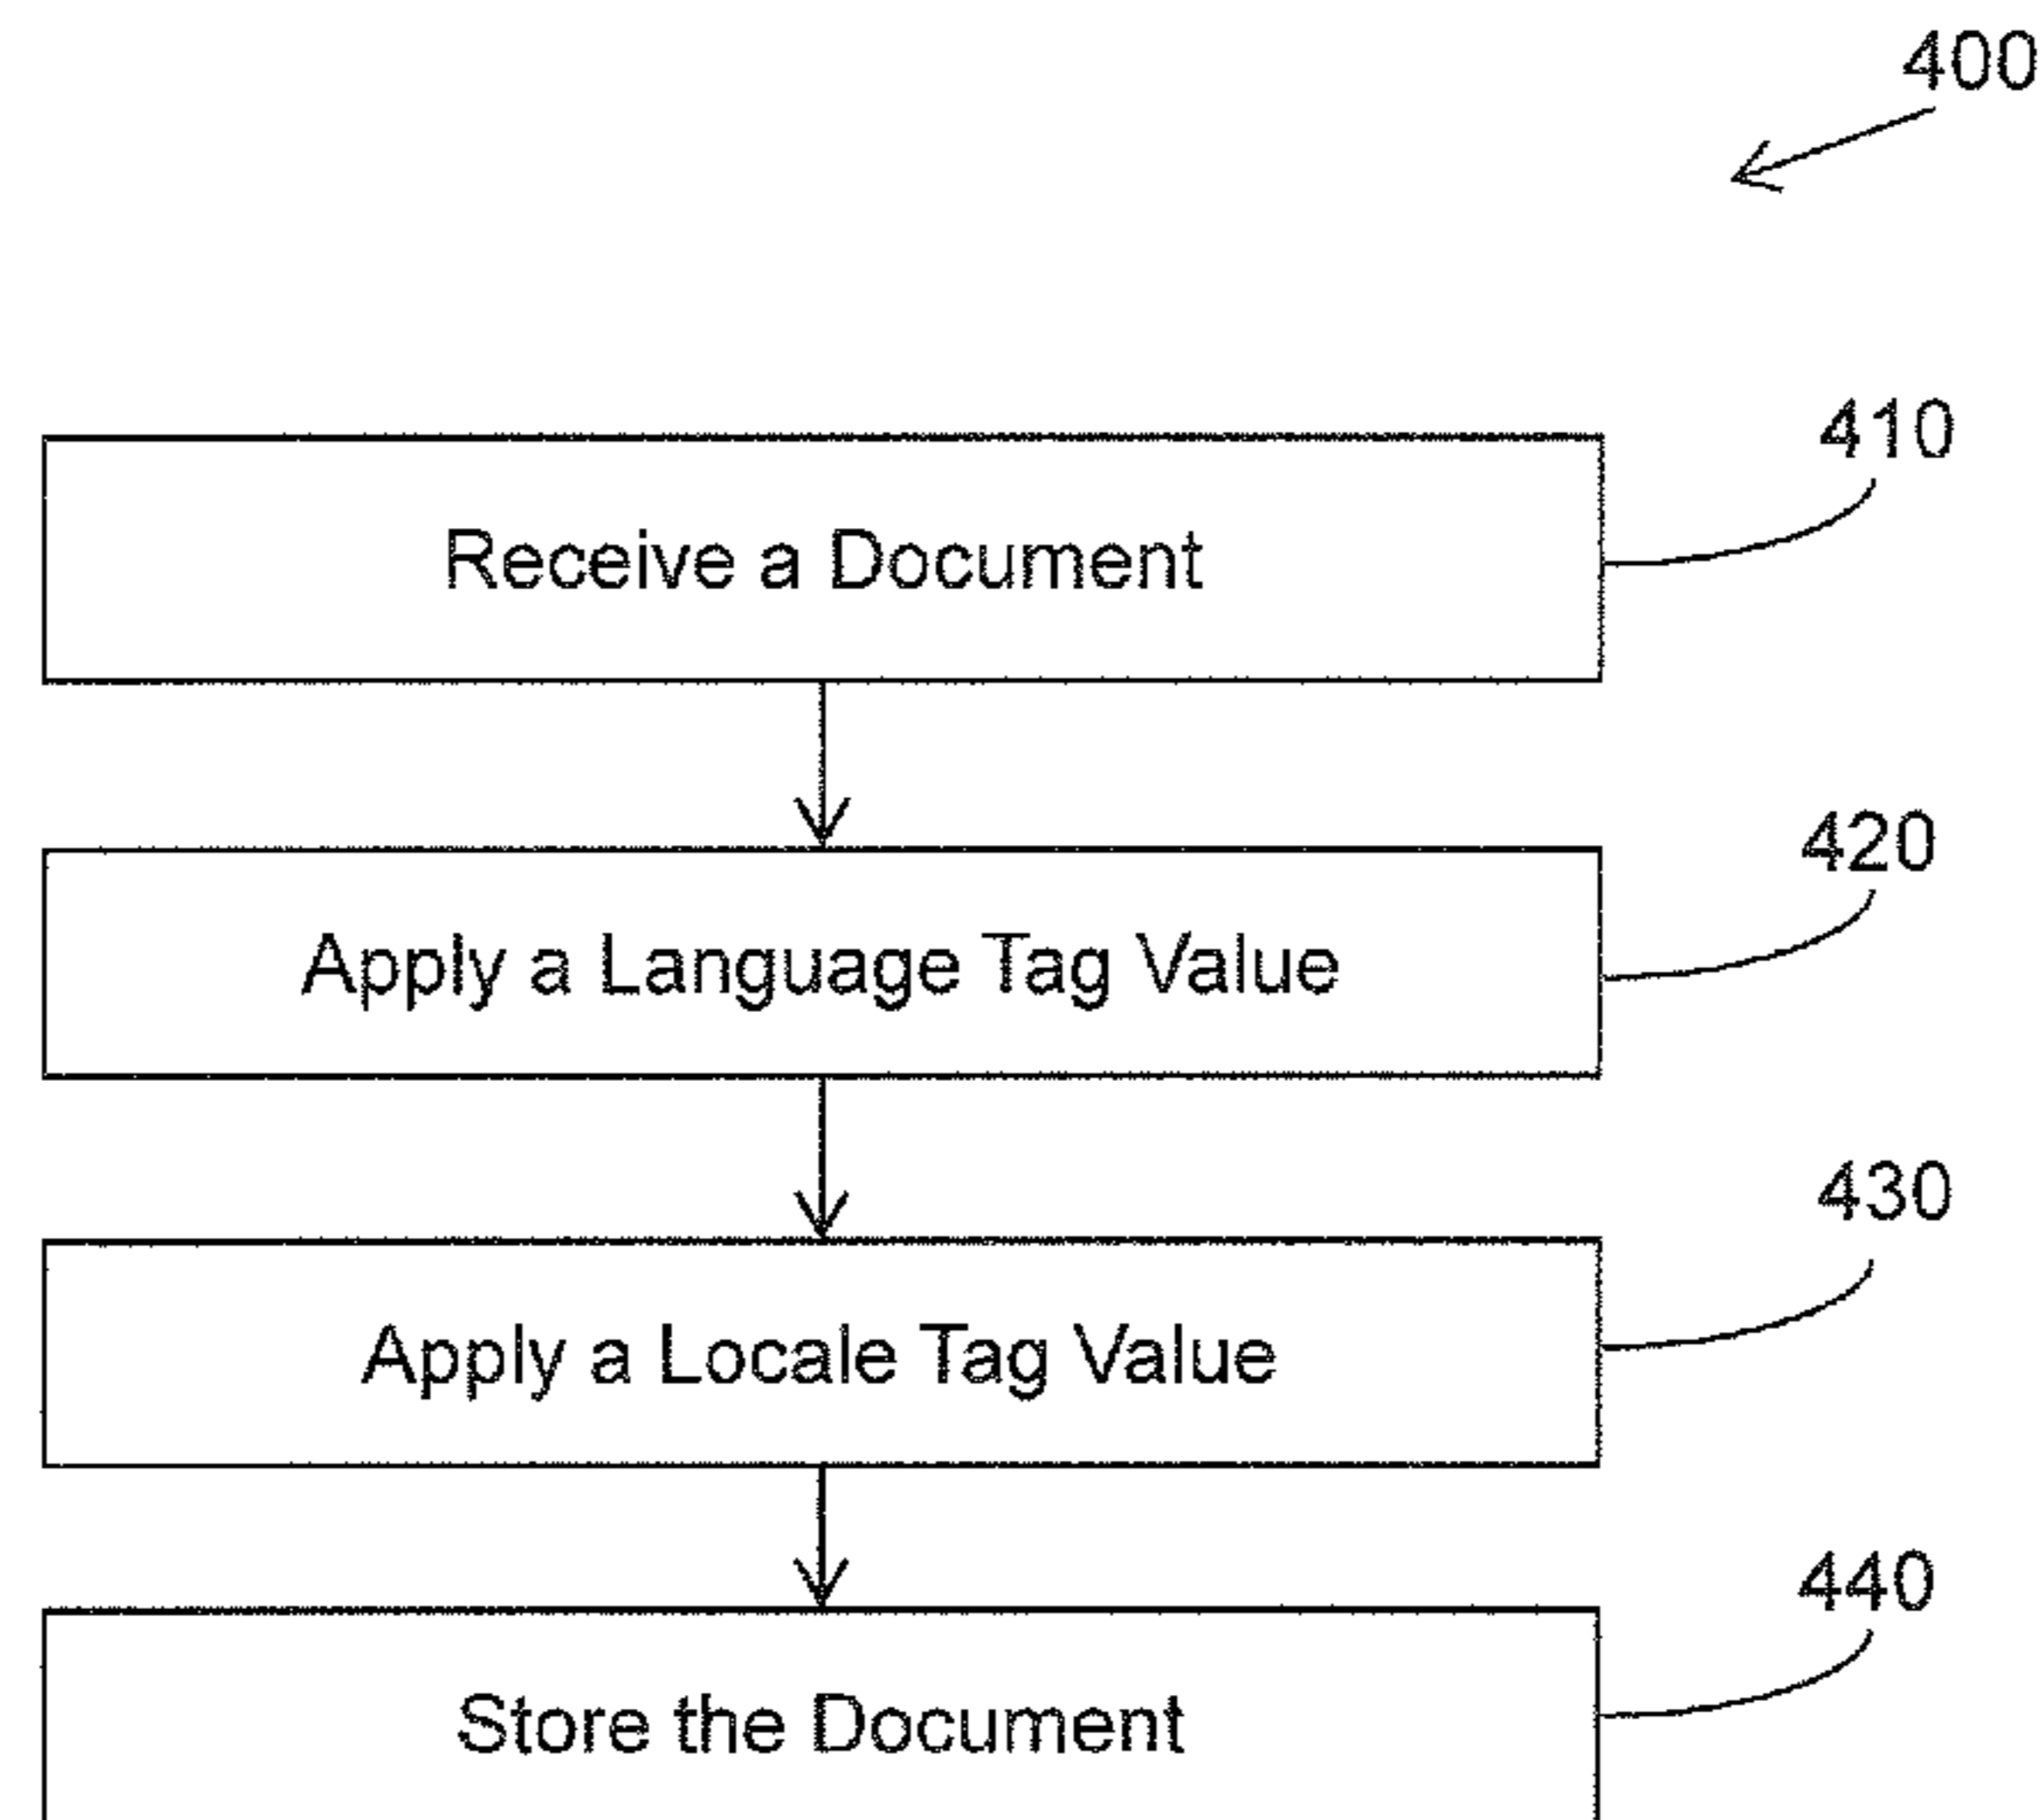 400
410
Receive a Document
420
Apply a Language Tag Value
430
Apply a Locale Tag Value
440
Store the Document